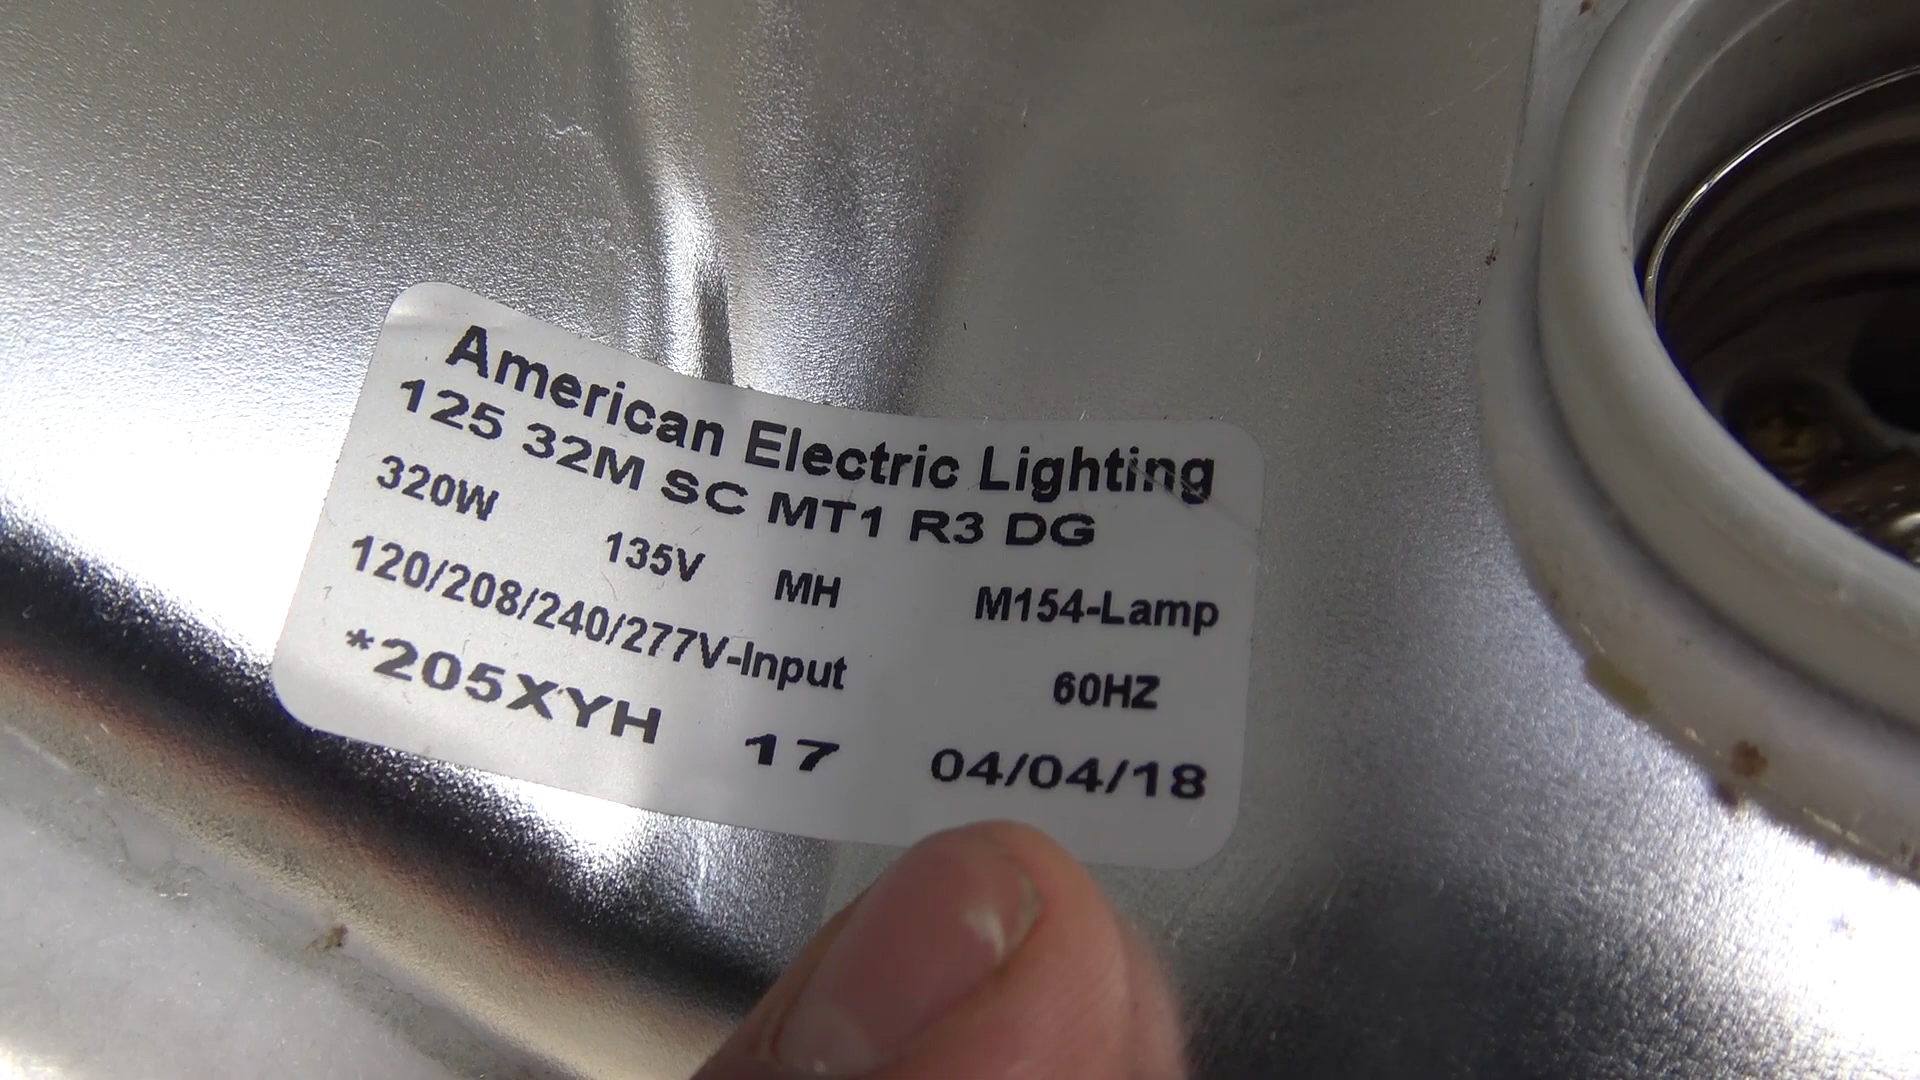 American Electric Lighting
125 32M SC MT1 R3 DG
320W 135V MH M154-Lamp
120/208/240/277V-Input 60HZ
*205XYH 17 04/04/18